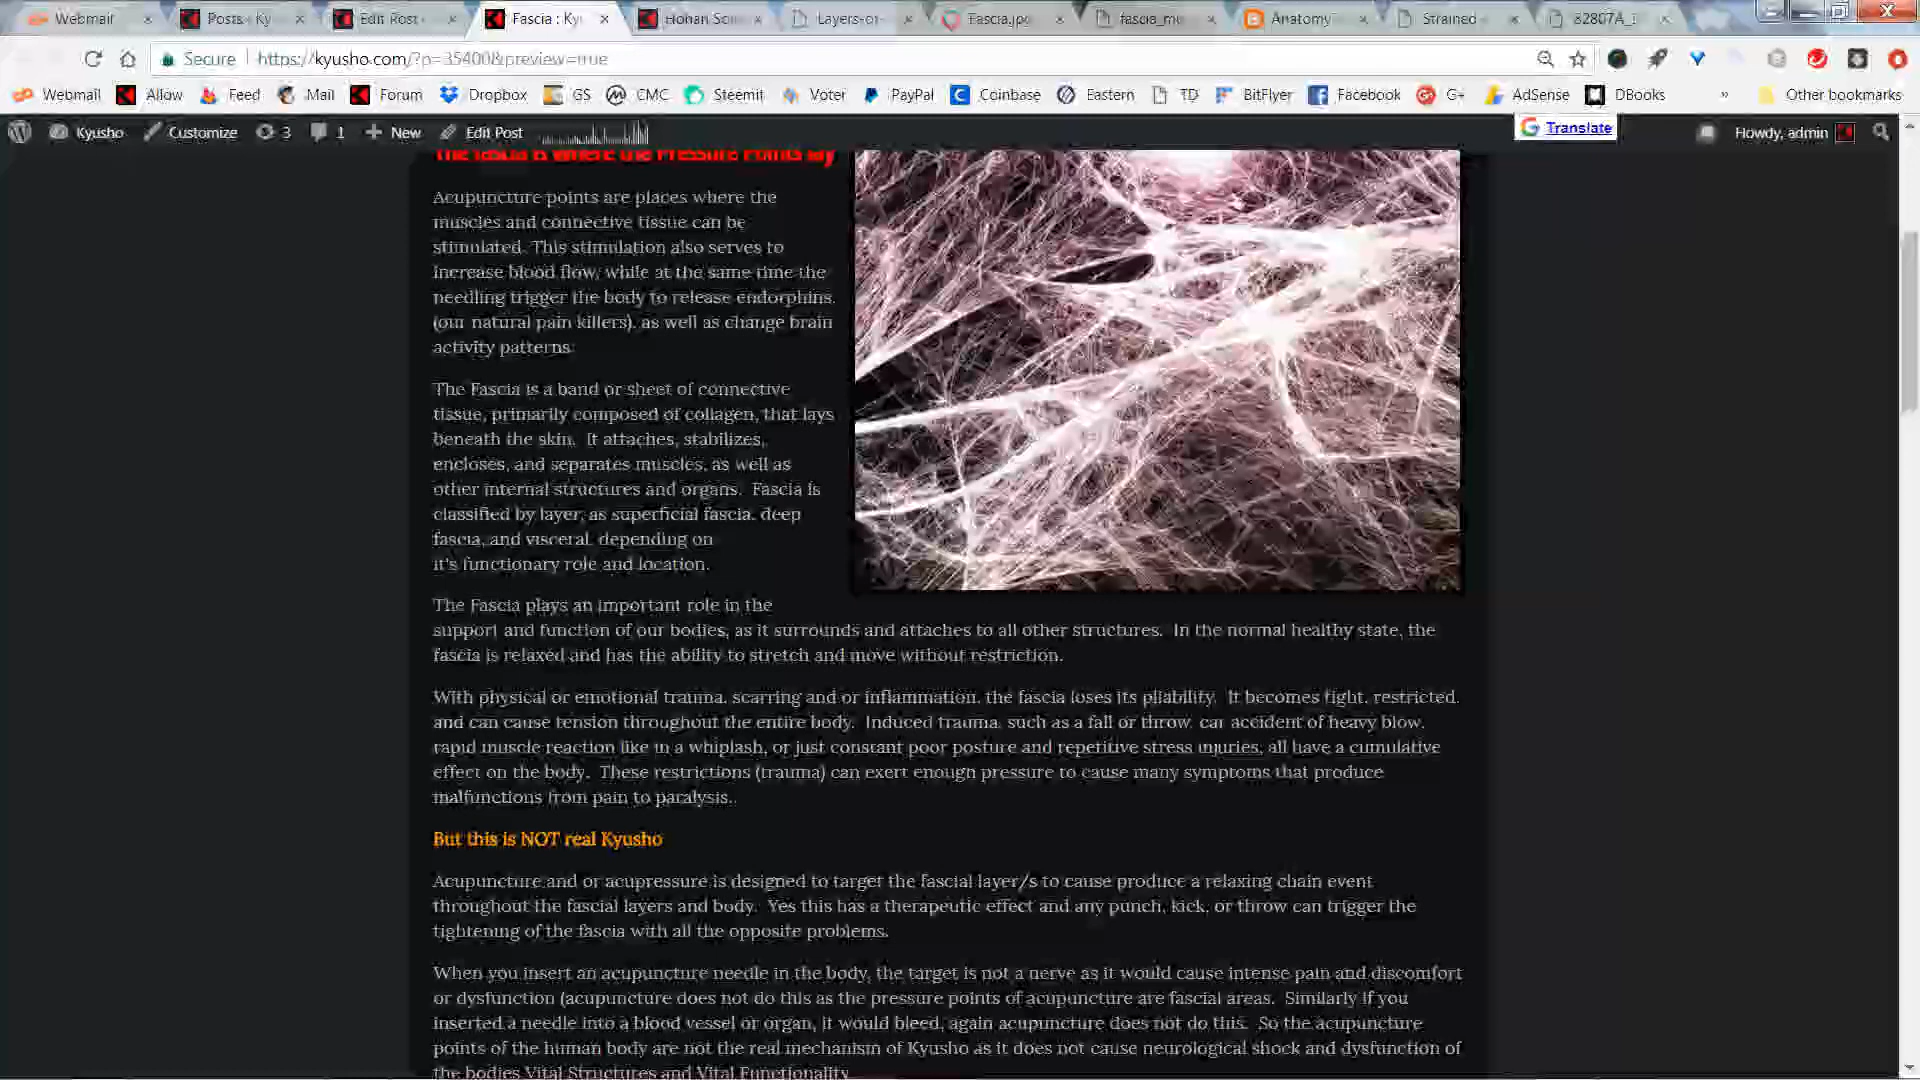 Webmail
Posts ‹ Ky
Edit Post ‹
Fascia : Kyu
Hohan Sok
Layers-of-
Fascia.jpg
fascia_mu
Anatomy
Strained
82807A_1
Secure
https://kyusho.com/?p=35400&preview=true
Webmail
Allow
Feed
Mail
Forum
Dropbox
GS
CMC
Steemit
Voter
PayPal
Coinbase
Eastern
TD
BitFlyer
Facebook
G+
AdSense
DBooks
»
Other bookmarks
Kyusho
Customize
3
1
New
Edit Post
Translate
Howdy, admin
The fascia is where the Pressure Points lay
Acupuncture points are places where the
muscles and connective tissue can be
stimulated. This stimulation also serves to
increase blood flow, while at the same time the
needling trigger the body to release endorphins.
(our natural pain killers), as well as change brain
activity patterns.
The Fascia is a band or sheet of connective
tissue, primarily composed of collagen, that lays
beneath the skin. It attaches, stabilizes,
encloses, and separates muscles, as well as
other internal structures and organs. Fascia is
classified by layer, as superficial fascia, deep
fascia, and visceral, depending on
it's functionary role and location.
The Fascia plays an important role in the
support and function of our bodies, as it surrounds and attaches to all other structures. In the normal healthy state, the
fascia is relaxed and has the ability to stretch and move without restriction.
With physical or emotional trauma, scarring and or inflammation, the fascia loses its pliability. It becomes tight, restricted,
and can cause tension throughout the entire body. Induced trauma, such as a fall or throw, car accident of heavy blow,
rapid muscle reaction like in a whiplash, or just constant poor posture and repetitive stress injuries, all have a cumulative
effect on the body. These restrictions (trauma) can exert enough pressure to cause many symptoms that produce
malfunctions from pain to paralysis..
But this is NOT real Kyusho
Acupuncture and or acupressure is designed to target the fascial layer/s to cause produce a relaxing chain event
throughout the fascial layers and body. Yes this has a therapeutic effect and any punch, kick, or throw can trigger the
tightening of the fascia with all the opposite problems.
When you insert an acupuncture needle in the body, the target is not a nerve as it would cause intense pain and discomfort
or dysfunction (acupuncture does not do this as the pressure points of acupuncture are fascial areas. Similarly if you
inserted a needle into a blood vessel or organ, it would bleed, again acupuncture does not do this. So the acupuncture
points of the human body are not the real mechanism of Kyusho as it does not cause neurological shock and dysfunction of
the bodies Vital Structures and Vital Functionality